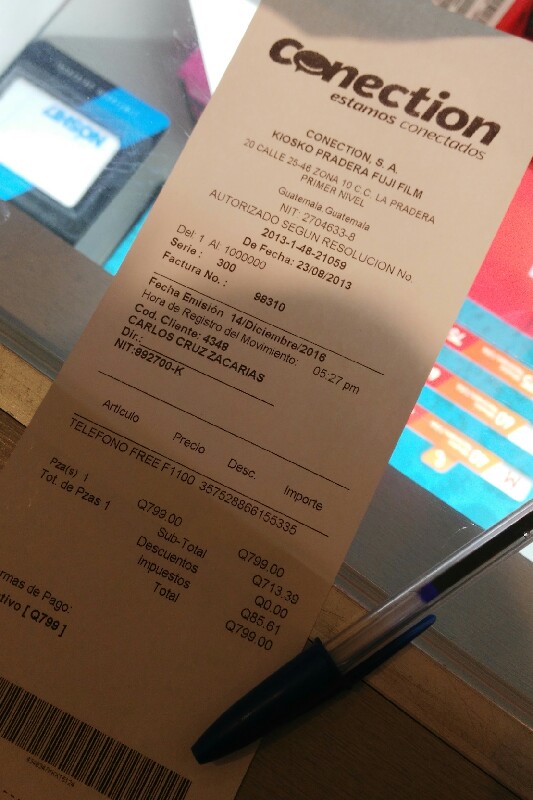 Conection
estamos conectados
CONECTION, S. A.
KIOSKO PRADERA FUJI FILM
20 CALLE 25-46 ZONA 10 C.C. LA PRADERA
PRIMER NIVEL
Guatemala.Guatemala
NIT: 2704633-8
AUTORIZADO SEGUN RESOLUCION No.
2013-1-48-21059
De Fecha: 23/08/2013
Del 1 Al 1000000
Serie : 300
Factura No. : 98310
Fecha Emisión 14/Diciembre/2016
Hora de Registro del Movimiento: 05:27 pm
Cod. Cliente: 4349
CARLOS CRUZ ZACARIAS
Dir.:
NIT:992700-K
Artículo Precio Desc. Importe
TELEFONO FREE F1100 357528866155335
Pza(s) 1 Q799.00 Q799.00
Tot. de Pzas 1 Sub-Total Q713.39
Descuentos Q0.00
Impuestos Q85.61
Total Q799.00
rmas de Pago:
ctivo [ Q799 ]